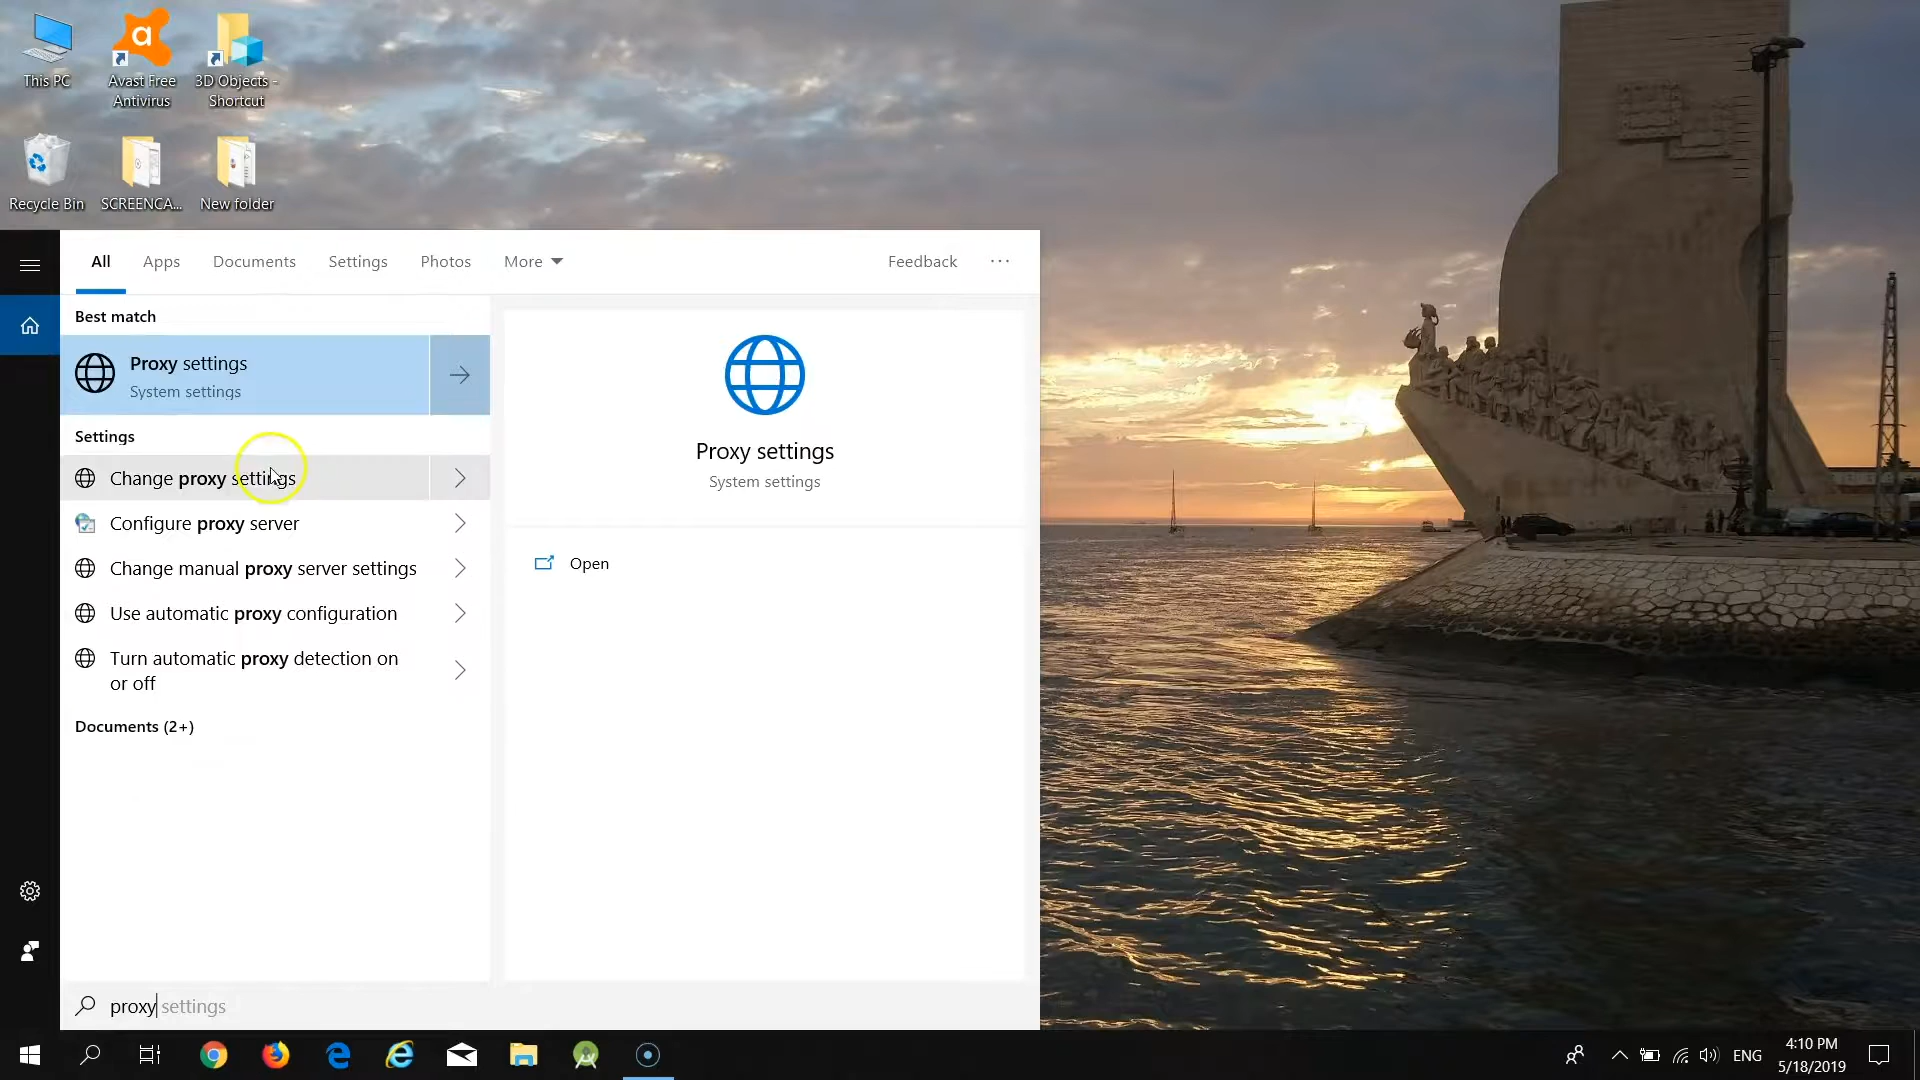 This PC
Avast Free
Antivirus
3D Objects -
Shortcut
Recycle Bin
SCREENCA...
New folder
All
Apps
Documents
Settings
Photos
More
Feedback
Best match
Proxy settings
System settings
Settings
Change proxy settings
Configure proxy server
Change manual proxy server settings
Use automatic proxy configuration
Turn automatic proxy detection on
or off
Documents (2+)
Proxy settings
System settings
Open
proxy settings
ENG
4:10 PM
5/18/2019